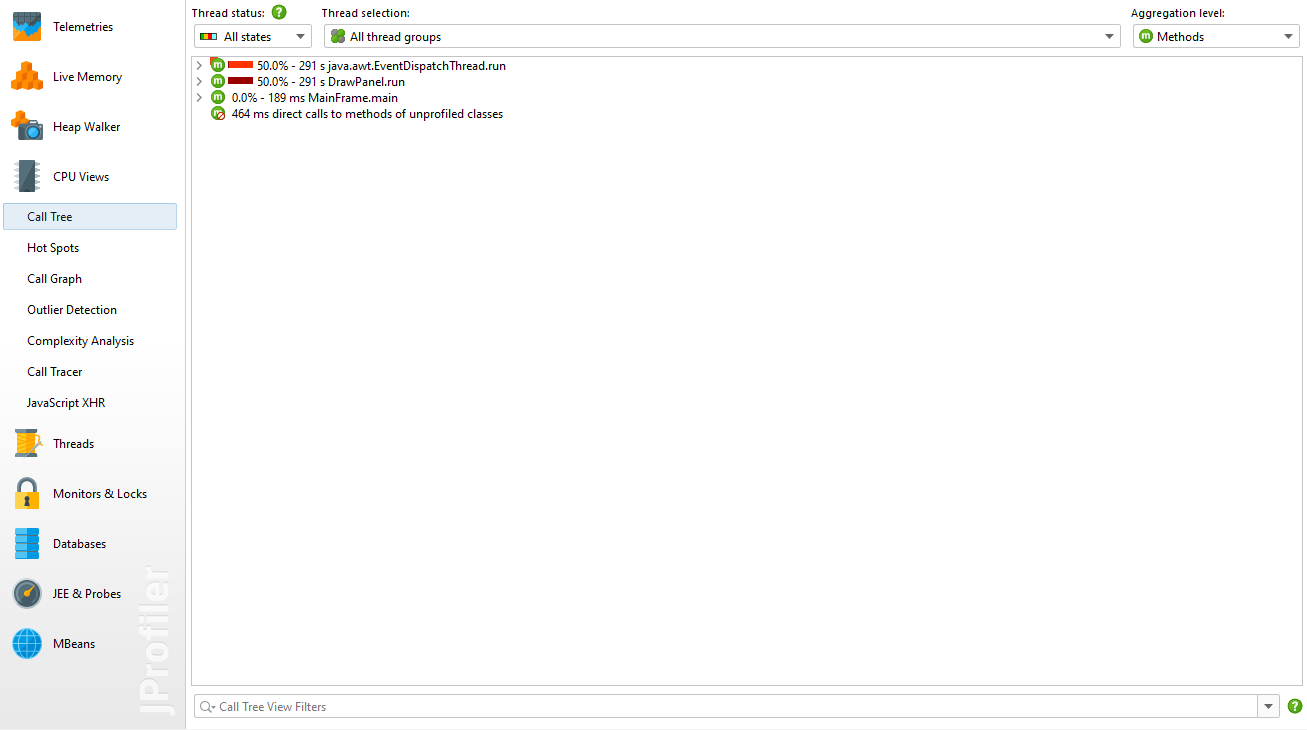 Thread status:
Thread selection:
Aggregation level:
All states
All thread groups
Methods
50.0% - 291 s java.awt.EventDispatchThread.run
50.0% - 291 s DrawPanel.run
0.0% - 189 ms MainFrame.main
464 ms direct calls to methods of unprofiled classes
Telemetries
Live Memory
Heap Walker
CPU Views
Call Tree
Hot Spots
Call Graph
Outlier Detection
Complexity Analysis
Call Tracer
JavaScript XHR
Threads
Monitors & Locks
Databases
JEE & Probes
MBeans
JProfiler
Call Tree View Filters